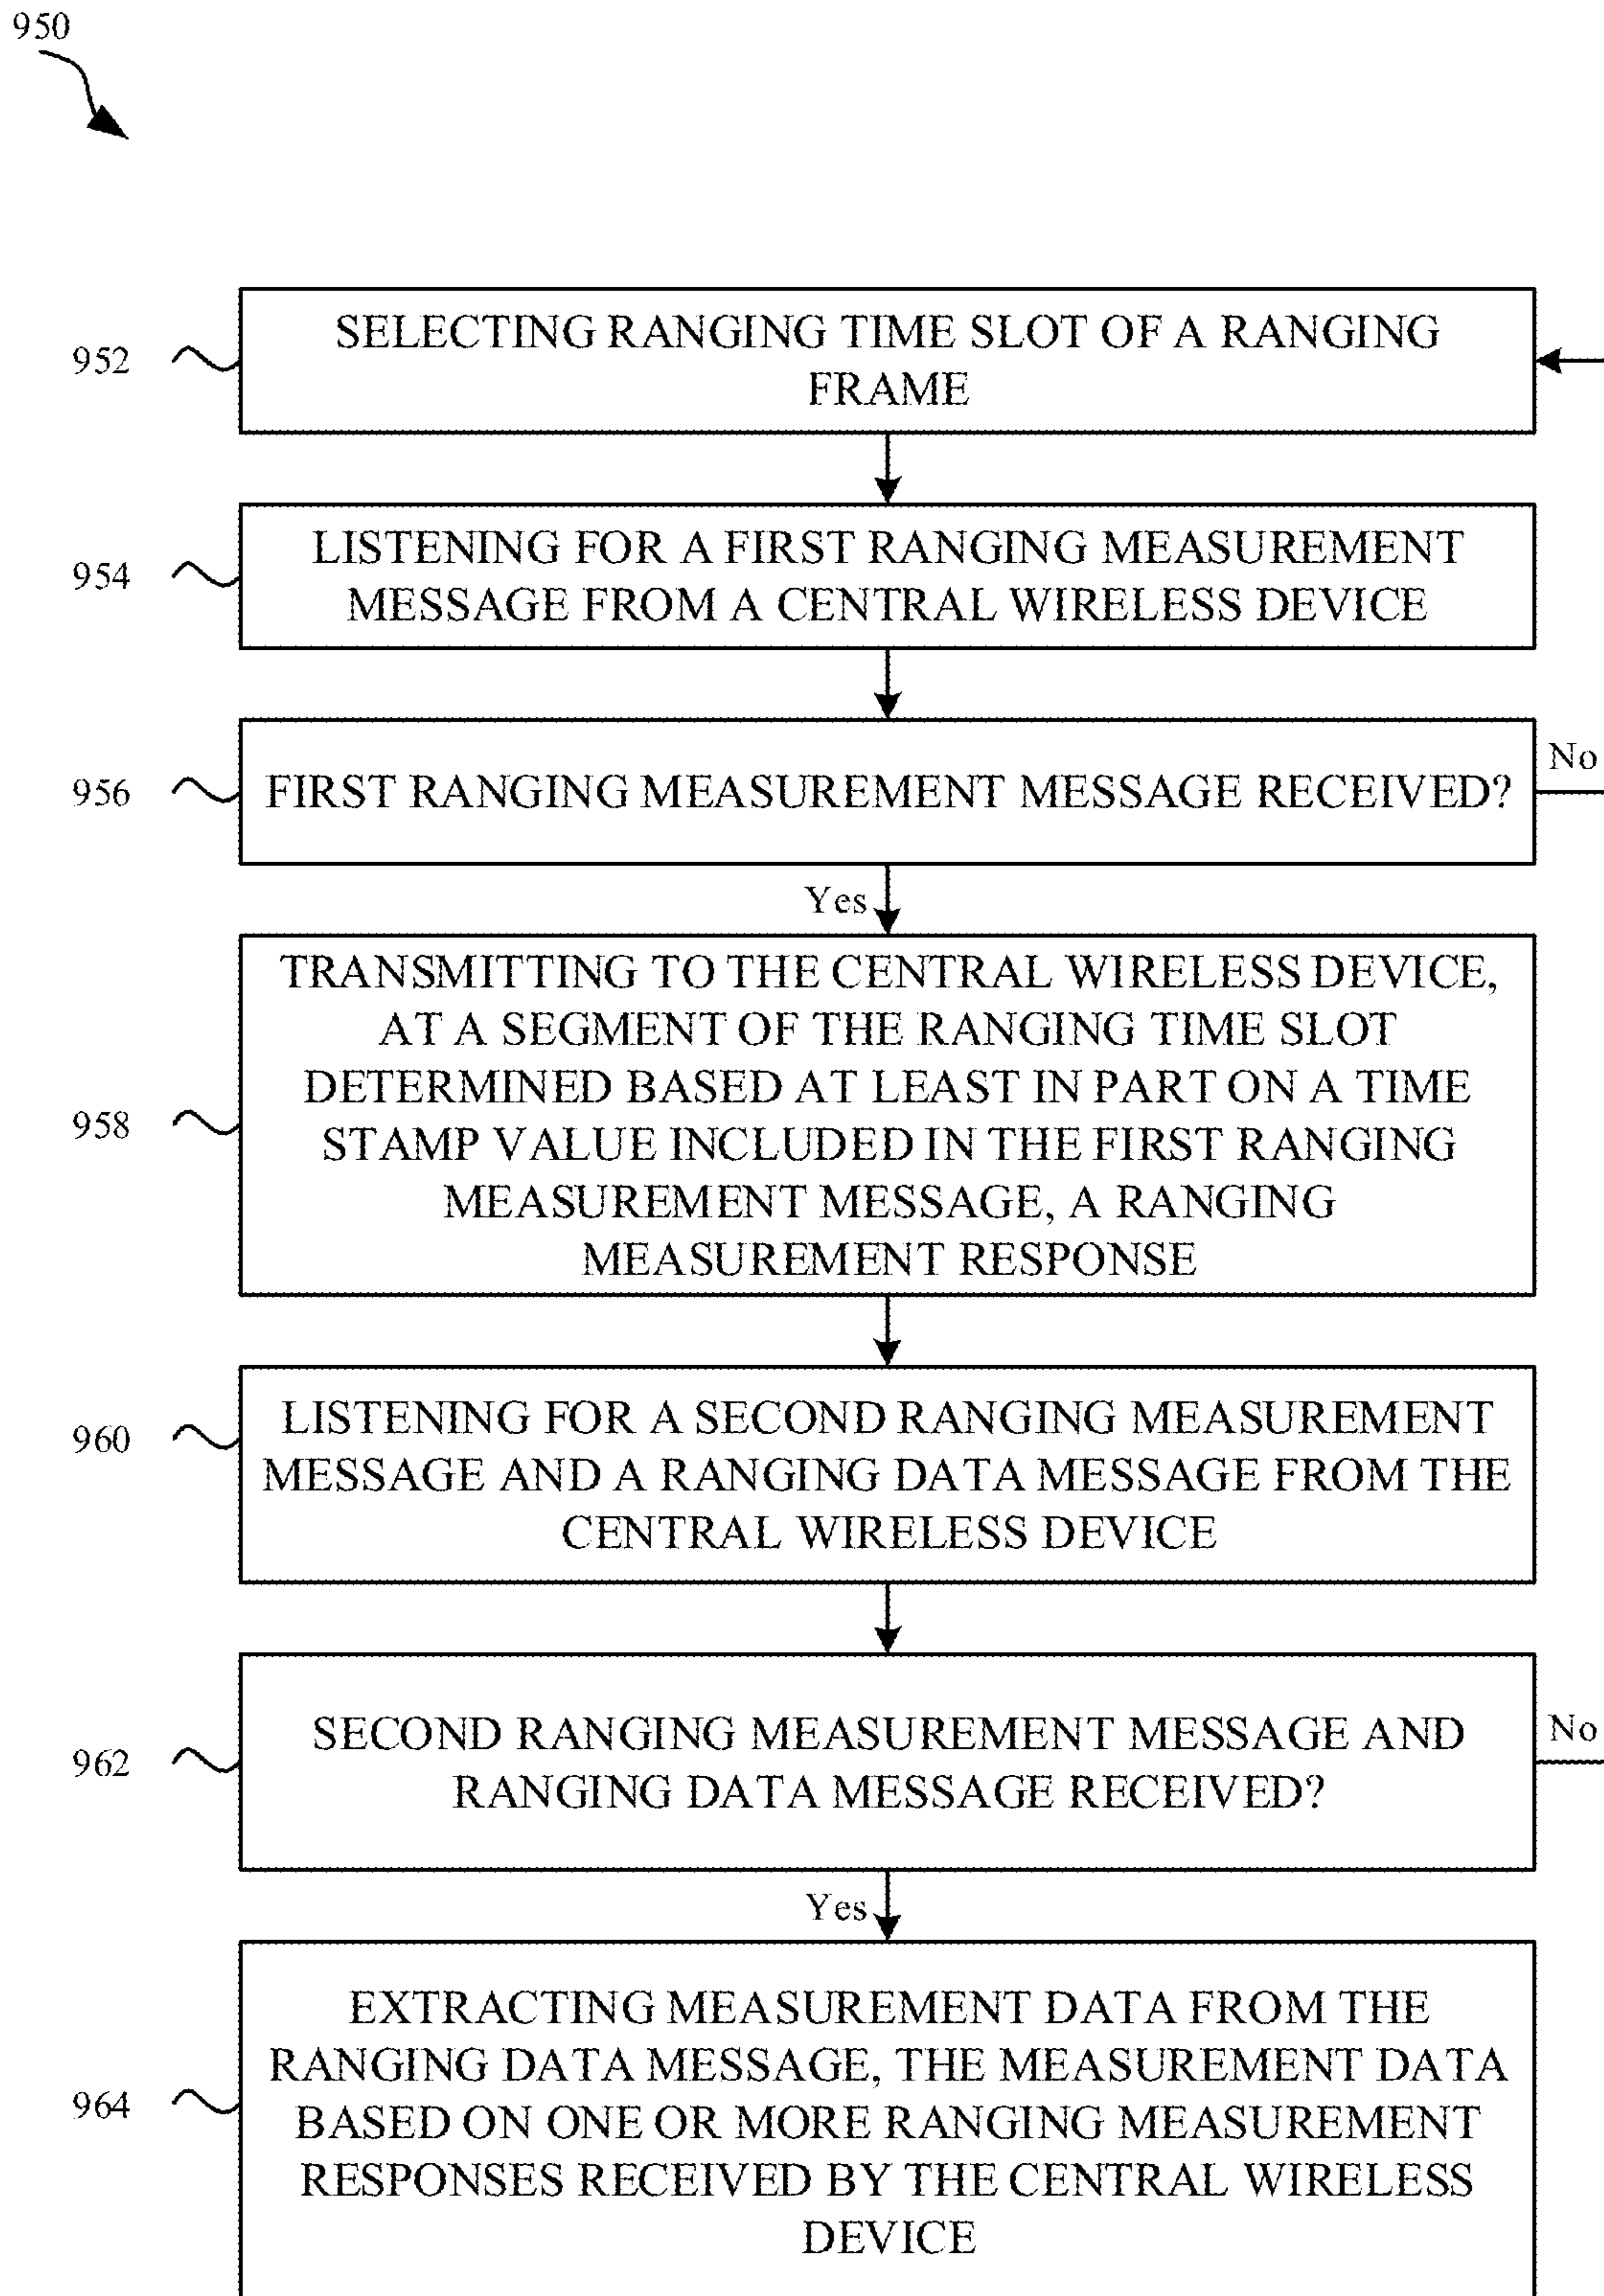 950
952
SELECTING RANGING TIME SLOT OF A RANGING
FRAME
954
LISTENING FOR A FIRST RANGING MEASUREMENT
MESSAGE FROM A CENTRAL WIRELESS DEVICE
956
FIRST RANGING MEASUREMENT MESSAGE RECEIVED?
No
Yes
958
TRANSMITTING TO THE CENTRAL WIRELESS DEVICE,
AT A SEGMENT OF THE RANGING TIME SLOT
DETERMINED BASED AT LEAST IN PART ON A TIME
STAMP VALUE INCLUDED IN THE FIRST RANGING
MEASUREMENT MESSAGE, A RANGING
MEASUREMENT RESPONSE
960
LISTENING FOR A SECOND RANGING MEASUREMENT
MESSAGE AND A RANGING DATA MESSAGE FROM THE
CENTRAL WIRELESS DEVICE
962
SECOND RANGING MEASUREMENT MESSAGE AND
RANGING DATA MESSAGE RECEIVED?
No
Yes
964
EXTRACTING MEASUREMENT DATA FROM THE
RANGING DATA MESSAGE, THE MEASUREMENT DATA
BASED ON ONE OR MORE RANGING MEASUREMENT
RESPONSES RECEIVED BY THE CENTRAL WIRELESS
DEVICE